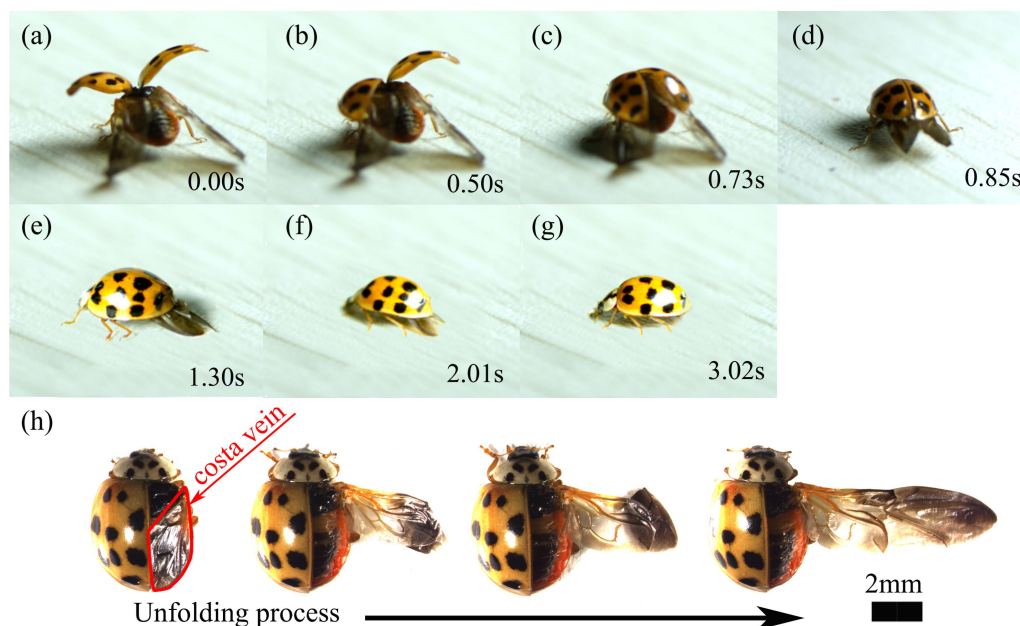 (a)
0.00s
(b)
0.50s
(c)
0.73s
(d)
0.85s
(e)
1.30s
(f)
2.01s
(g)
3.02s
(h)
costa vein
2mm
Unfolding process